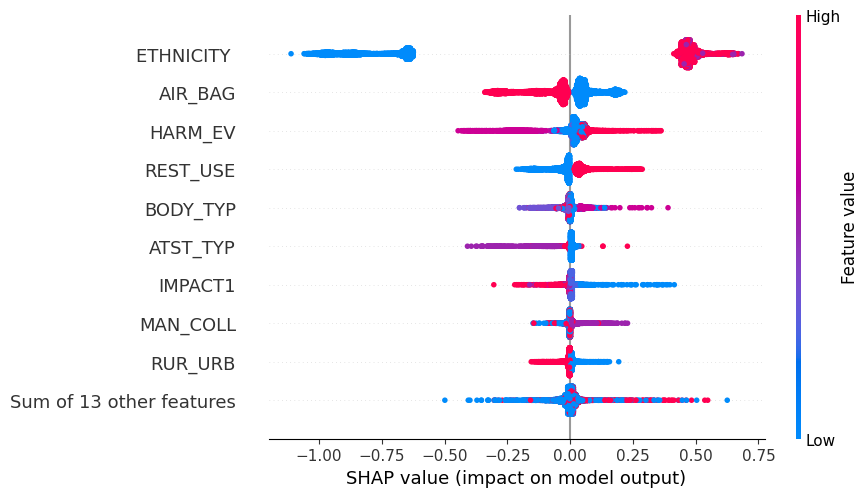 High
ETHNICITY
AIR_BAG
HARM_EV
REST_USE
BODY_TYP
ATST_TYP
IMPACT1
MAN_COLL
RUR_URB
Sum of 13 other features
Feature value
Low
−1.00 −0.75 −0.50 −0.25 0.00 0.25 0.50 0.75
SHAP value (impact on model output)